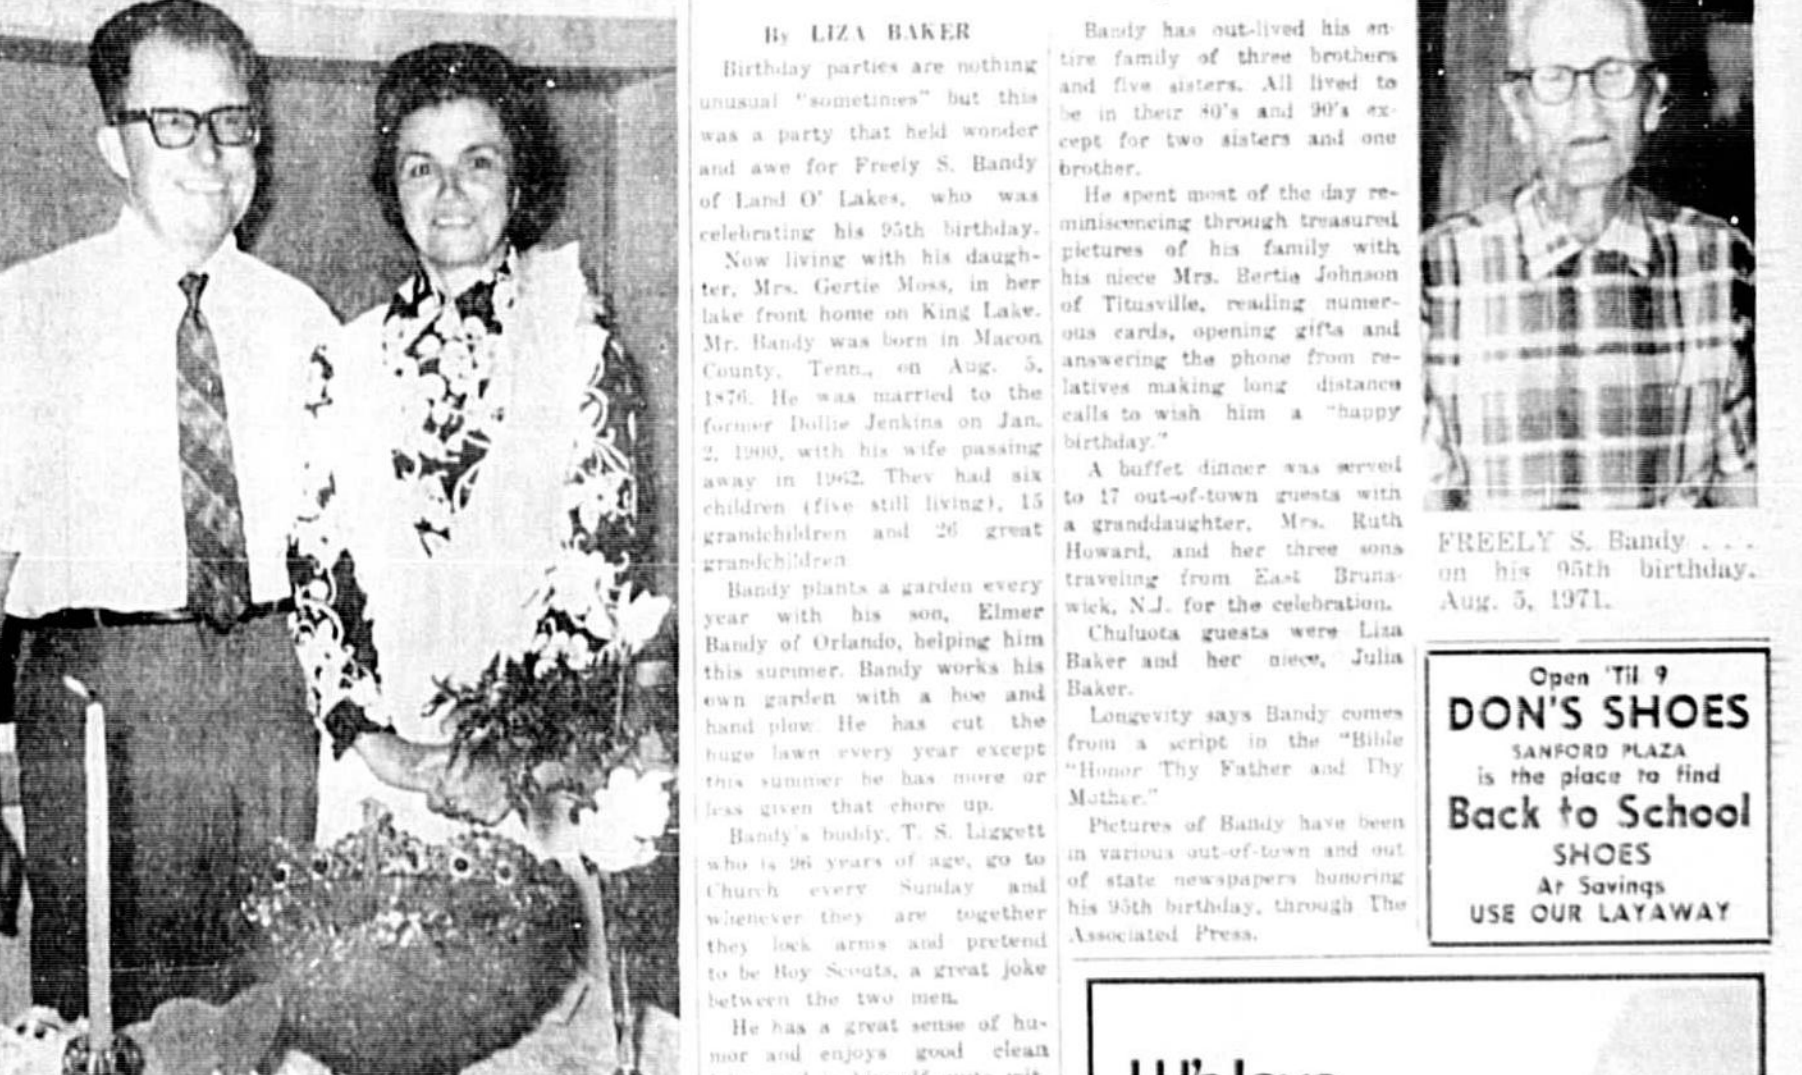 By LIZA BAKER
Birthday parties are nothing
unusual "sometimes" but this
was a party that held wonder
and awe for Freely S. Bandy
of Land O' Lakes, who was
celebrating his 95th birthday.
Now living with his daugh-
ter, Mrs. Gertie Moss, in her
lake front home on King Lake.
Mr. Bandy was born in Macon
County, Tenn., on Aug. 5,
1876. He was married to the
former Dollie Jenkins on Jan.
2, 1900, with his wife passing
away in 1962. They had six
children (five still living), 15
grandchildren and 26 great
grandchildren.
Bandy plants a garden every
year with his son, Elmer
Bandy of Orlando, helping him
this summer. Bandy works his
own garden with a hoe and
hand plow. He has cut the
huge lawn every year except
this summer he has more or
less given that chore up.
Bandy's buddy, T. S. Liggett
who is 96 years of age, go to
Church every Sunday and
whenever they are together
they lock arms and pretend
to be Boy Scouts, a great joke
between the two men.
He has a great sense of hu-
mor and enjoys good clean
Bandy has out-lived his en-
tire family of three brothers
and five sisters. All lived to
be in their 80's and 90's ex-
cept for two sisters and one
brother.
He spent most of the day re-
miniscencing through treasured
pictures of his family with
his niece Mrs. Bertie Johnson
of Titusville, reading numer-
ous cards, opening gifts and
answering the phone from re-
latives making long distance
calls to wish him a "happy
birthday."
A buffet dinner was served
to 17 out-of-town guests with
a granddaughter, Mrs. Ruth
Howard, and her three sons
traveling from East Bruns-
wick, N.J. for the celebration.
Chuluota guests were Liza
Baker and her niece, Julia
Baker.
Longevity says Bandy comes
from a script in the "Bible
"Honor Thy Father and Thy
Mother."
Pictures of Bandy have been
in various out-of-town and out
of state newspapers honoring
his 95th birthday, through The
Associated Press.
FREELY S. Bandy . . .
on his 95th birthday,
Aug. 5, 1971.
Open 'Til 9
DON'S SHOES
SANFORD PLAZA
is the place to find
Back to School
SHOES
At Savings
USE OUR LAYAWAY